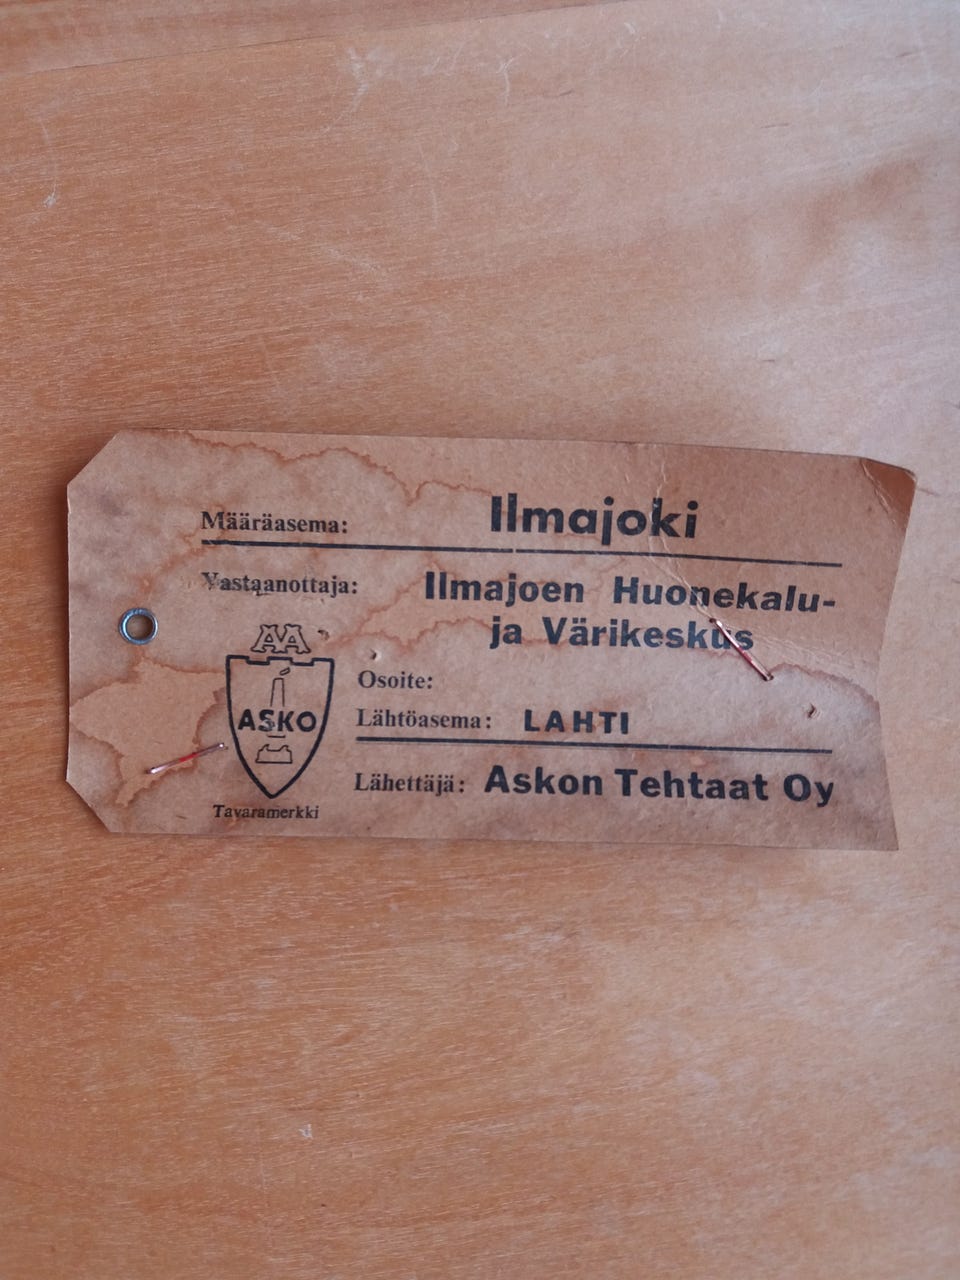 Määräasema: Ilmajoki
Vastaanottaja: Ilmajoen Huonekalu-
ja Värikeskus
AA
ASKO
Tavaramerkki
Osoite:
Lähtöasema: LAHTI
Lähettäjä: Askon Tehtaat Oy